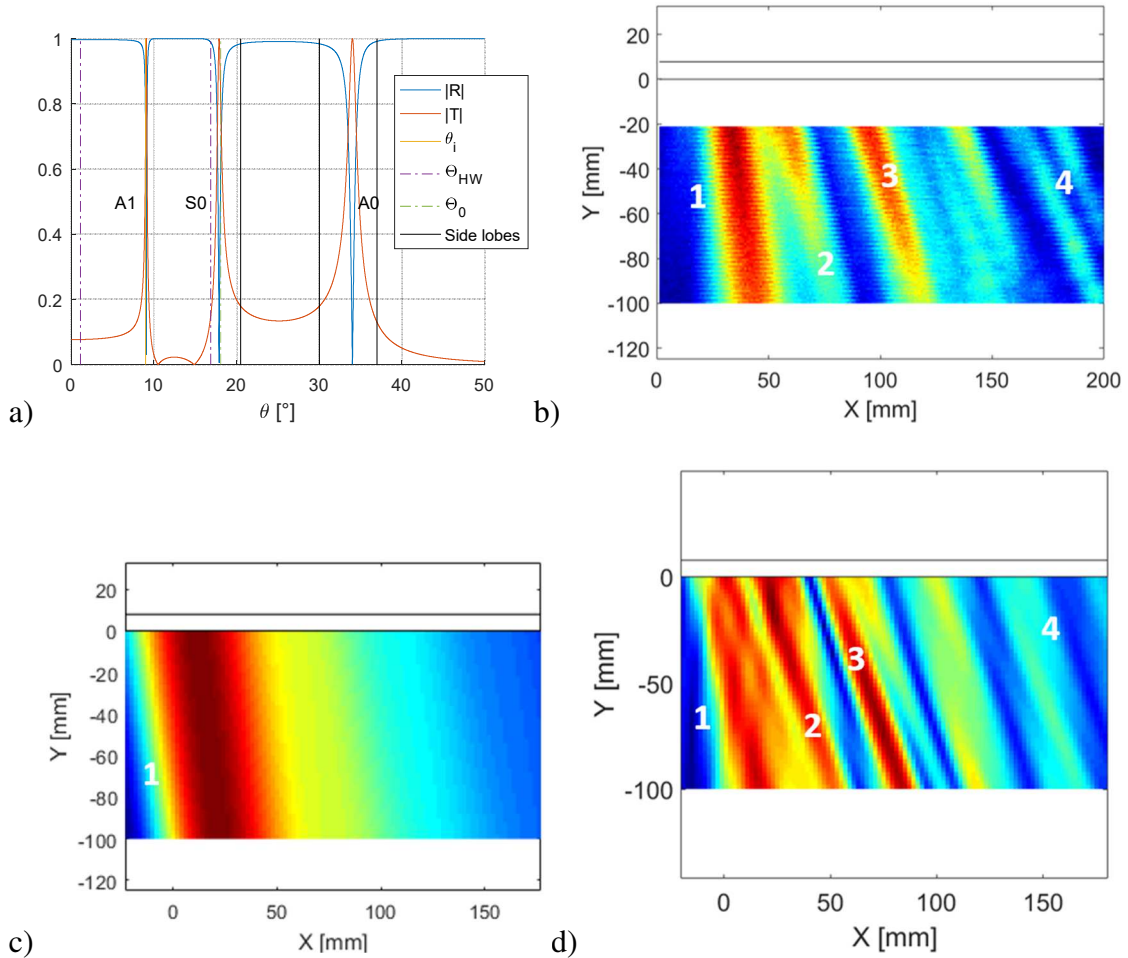 1
0.8
0.6
0.4
0.2
0
0 10 20 30 40 50
θ [°]
A1 S0 A0
|R|
|T|
θi
ΘHW
Θ0
Side lobes
a)
20
0
-20
-40
-60
-80
-100
-120
Y [mm]
0 50 100 150 200
X [mm]
1 2 3 4
b)
20
0
-20
-40
-60
-80
-100
-120
Y [mm]
0 50 100 150
X [mm]
1
c)
0
-50
-100
Y [mm]
0 50 100 150
X [mm]
1 2 3 4
d)